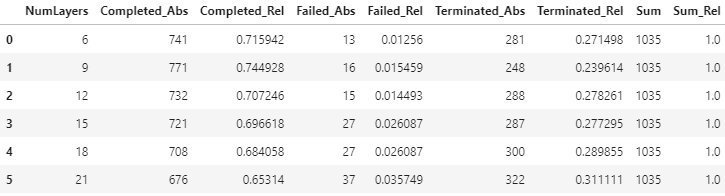 NumLayers Completed_Abs Completed_Rel Failed_Abs Failed_Rel Terminated_Abs Terminated_Rel Sum Sum_Rel
0 6 741 0.715942 13 0.01256 281 0.271498 1035 1.0
1 9 771 0.744928 16 0.015459 248 0.239614 1035 1.0
2 12 732 0.707246 15 0.014493 288 0.278261 1035 1.0
3 15 721 0.696618 27 0.026087 287 0.277295 1035 1.0
4 18 708 0.684058 27 0.026087 300 0.289855 1035 1.0
5 21 676 0.65314 37 0.035749 322 0.311111 1035 1.0